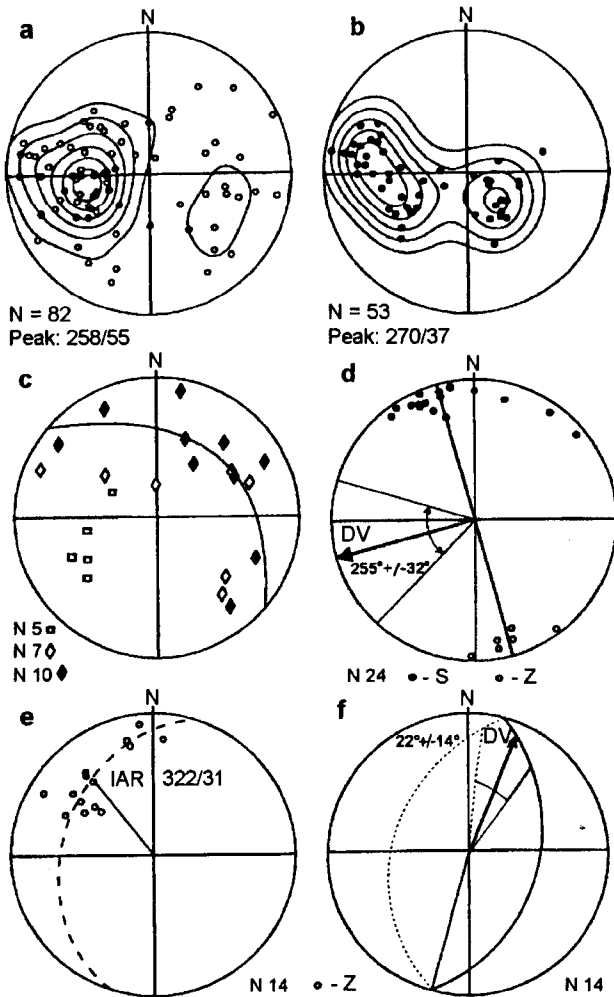 a
N
b
N = 82
Peak: 258/55
N = 53
Peak: 270/37
c
N
d
N
DV
255°+/-32°
N 5
N 7
N 10
N 24 - S - Z
e
N
f
N
IAR 322/31
22°+/-14°
DV
N 14 - Z
N 14